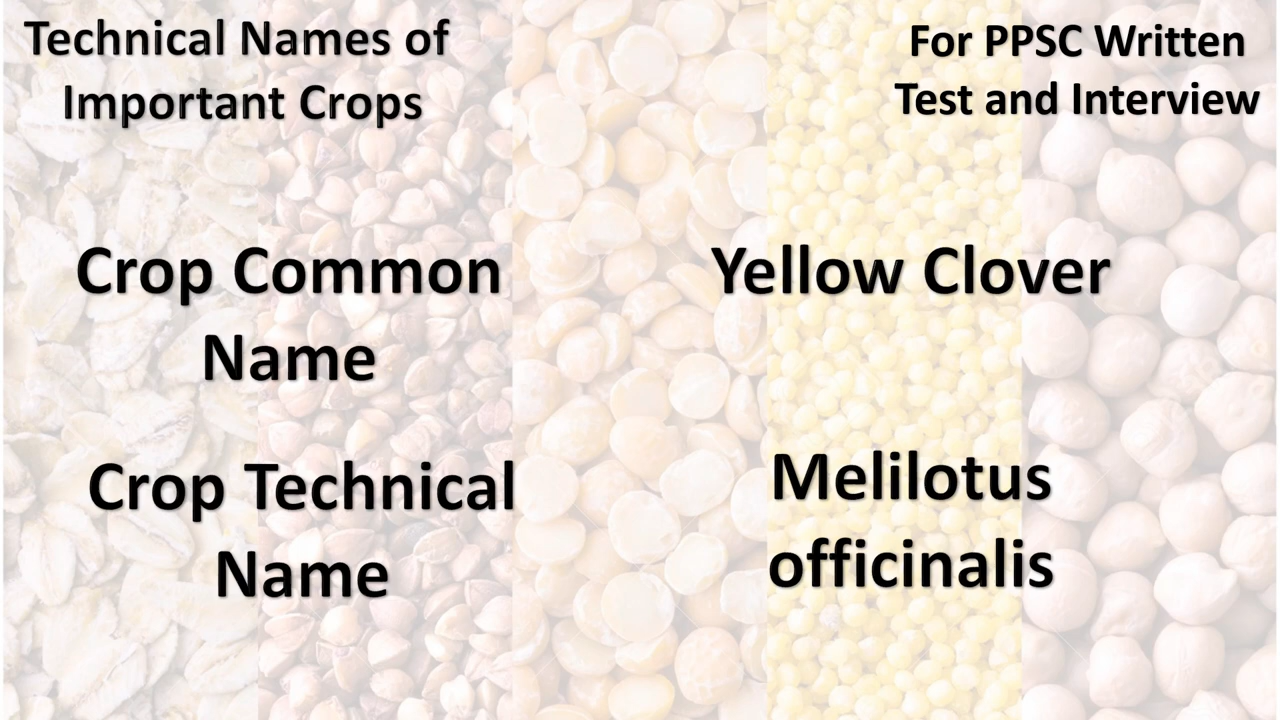 Technical Names of
Important Crops
For PPSC Written
Test and Interview
Crop Common
Name
Yellow Clover
Crop Technical
Name
Melilotus
officinalis